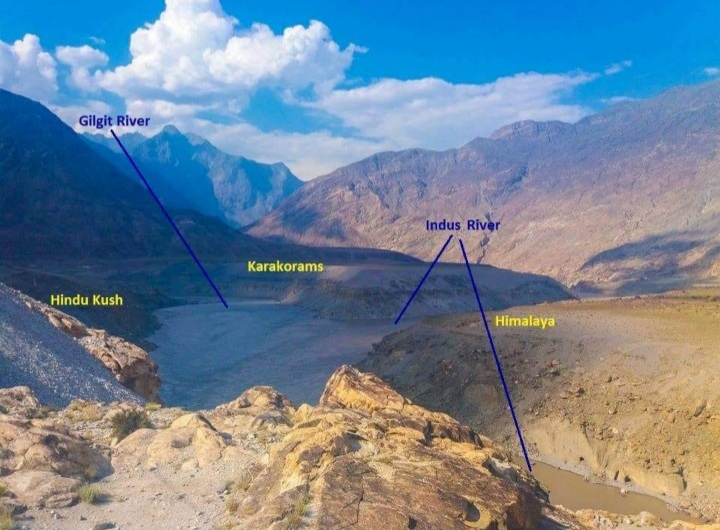 Gilgit River
Indus River
Karakorams
Hindu Kush
Himalaya